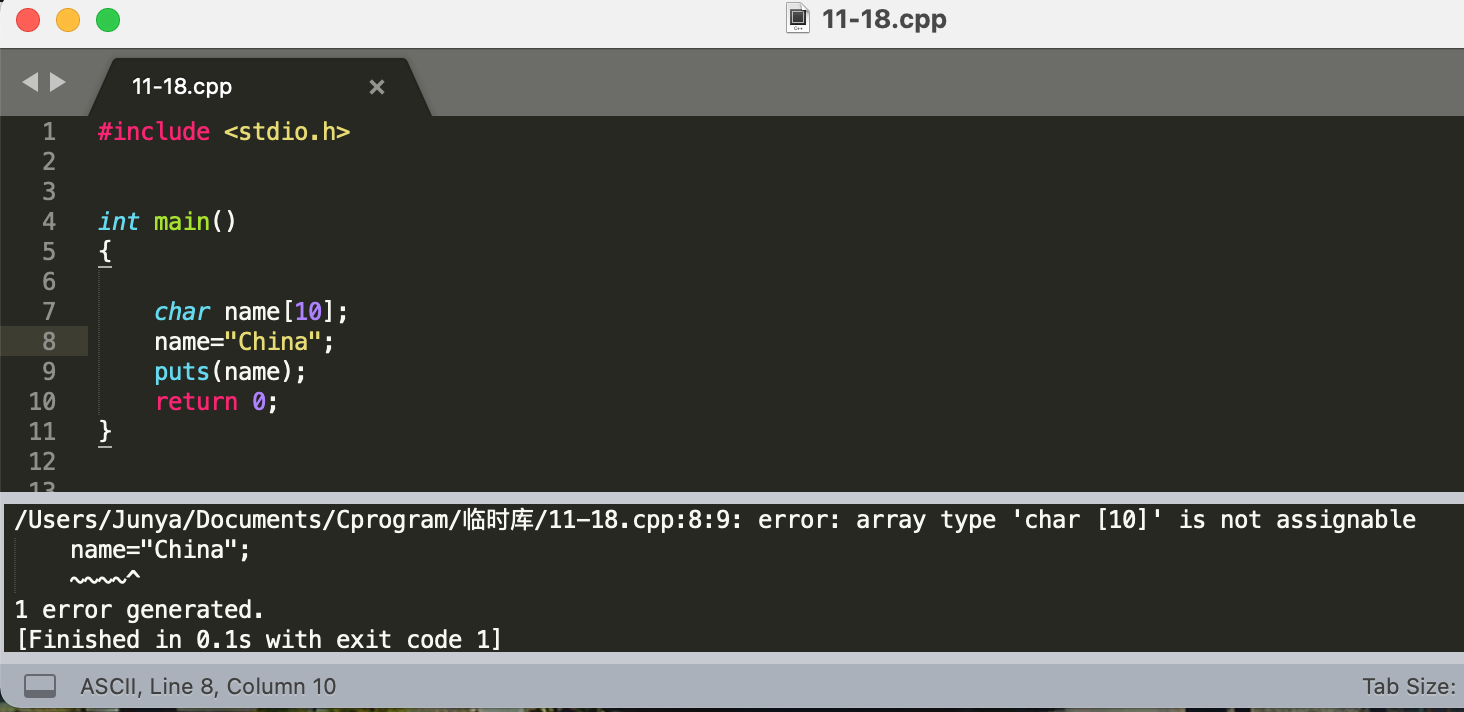 11-18.cpp
11-18.cpp
1 #include <stdio.h>
2
3
4 int main()
5 {
6
7 char name[10];
8 name="China";
9 puts(name);
10 return 0;
11 }
12
13
/Users/Junya/Documents/Cprogram/临时库/11-18.cpp:8:9: error: array type 'char [10]' is not assignable
name="China";
~~~~^
1 error generated.
[Finished in 0.1s with exit code 1]
ASCII, Line 8, Column 10
Tab Size: